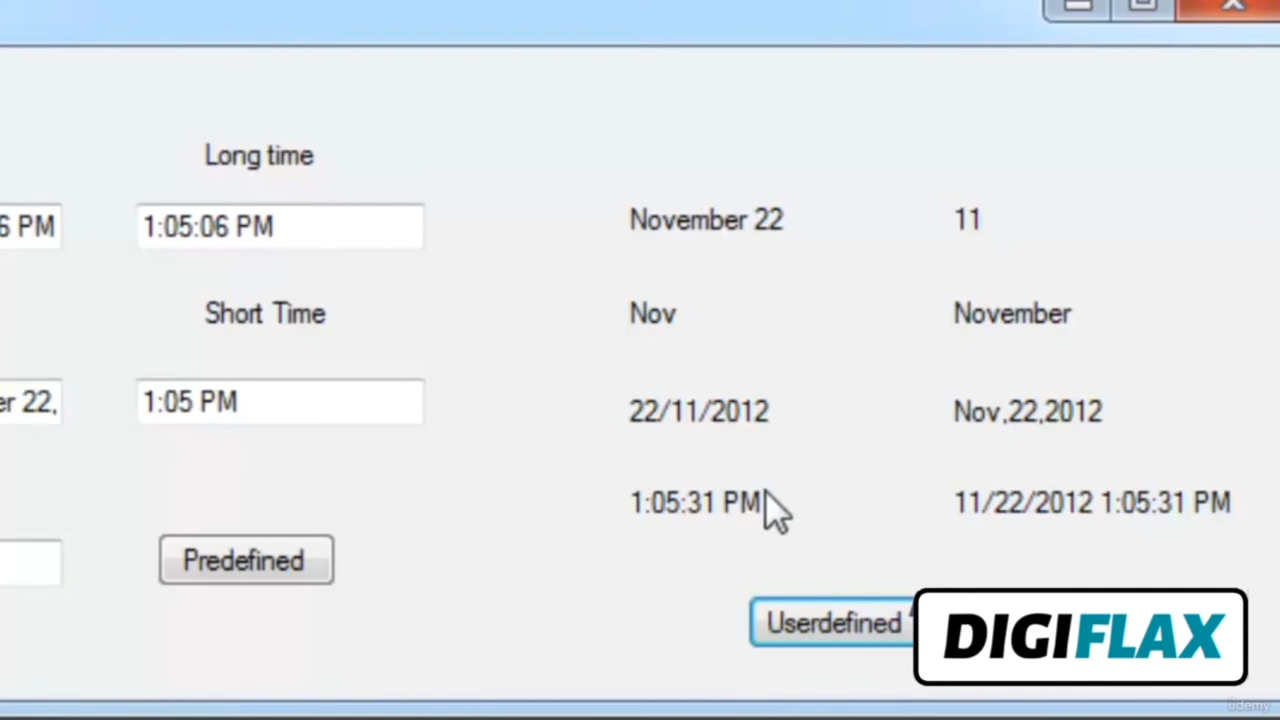 Long time
6 PM 1:05:06 PM November 22 11
Short Time Nov November
er 22, 1:05 PM 22/11/2012 Nov,22,2012
1:05:31 PM 11/22/2012 1:05:31 PM
Predefined
Userdefined
DIGIFLAX
ûdemy